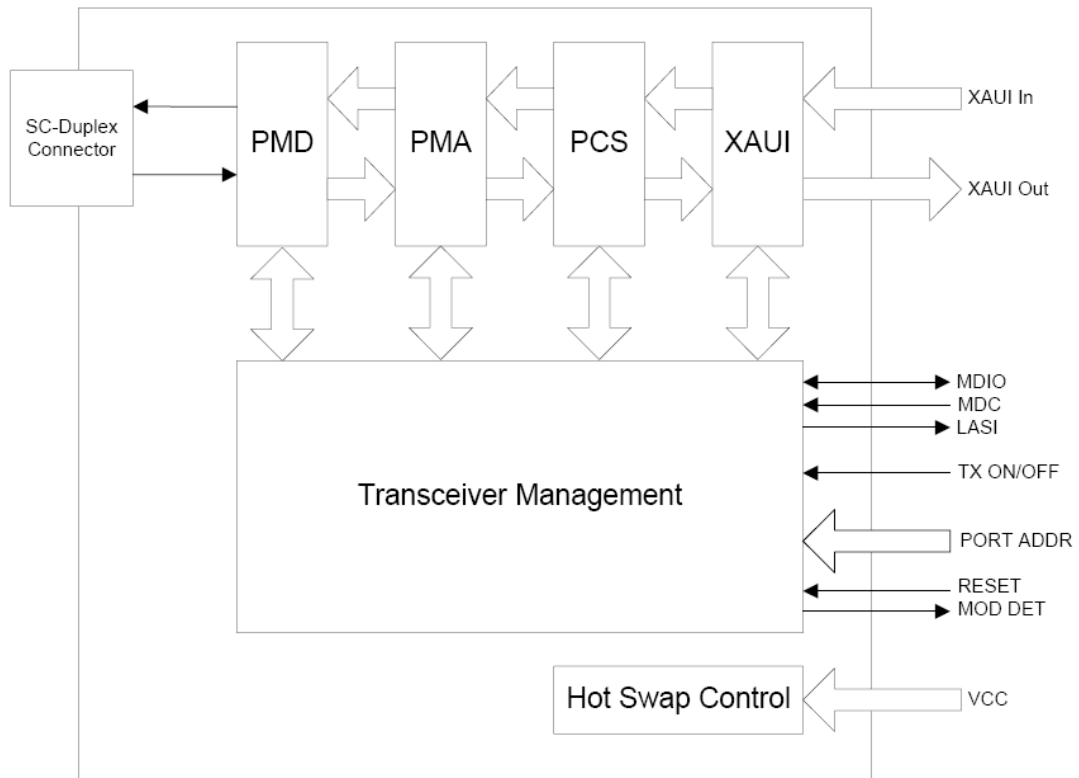 SC-Duplex
Connector
PMD
PMA
PCS
XAUI
XAUI In
XAUI Out
Transceiver Management
MDIO
MDC
LASI
TX ON/OFF
PORT ADDR
RESET
MOD DET
Hot Swap Control
VCC